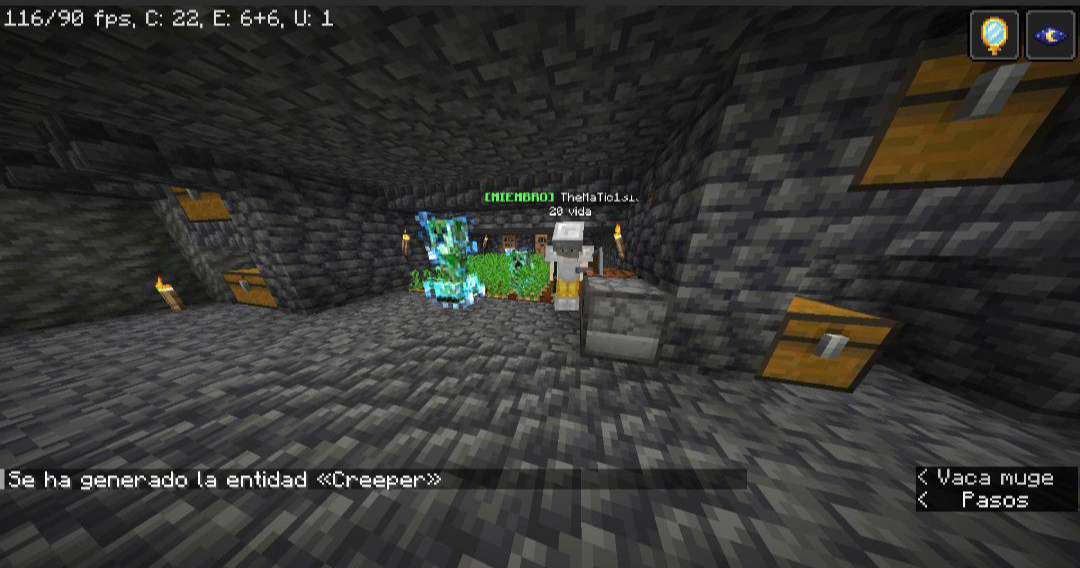 116/90 fps, C: 22, E: 6+6, U: 1
[MIEMBRO]
20 vida
Se ha generado la entidad «Creeper»
< Vaca muge
< Pasos